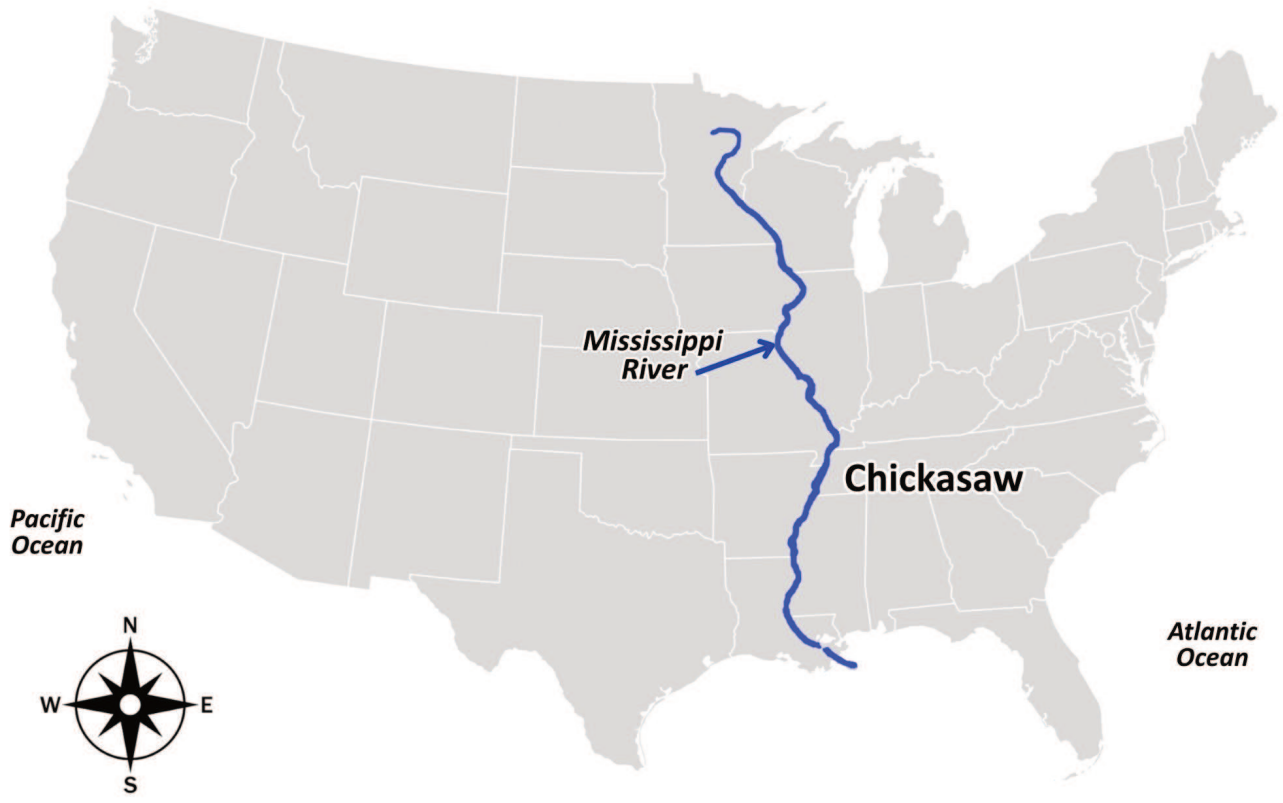 Mississippi
River
Chickasaw
Pacific
Ocean
Atlantic
Ocean
N
W
E
S